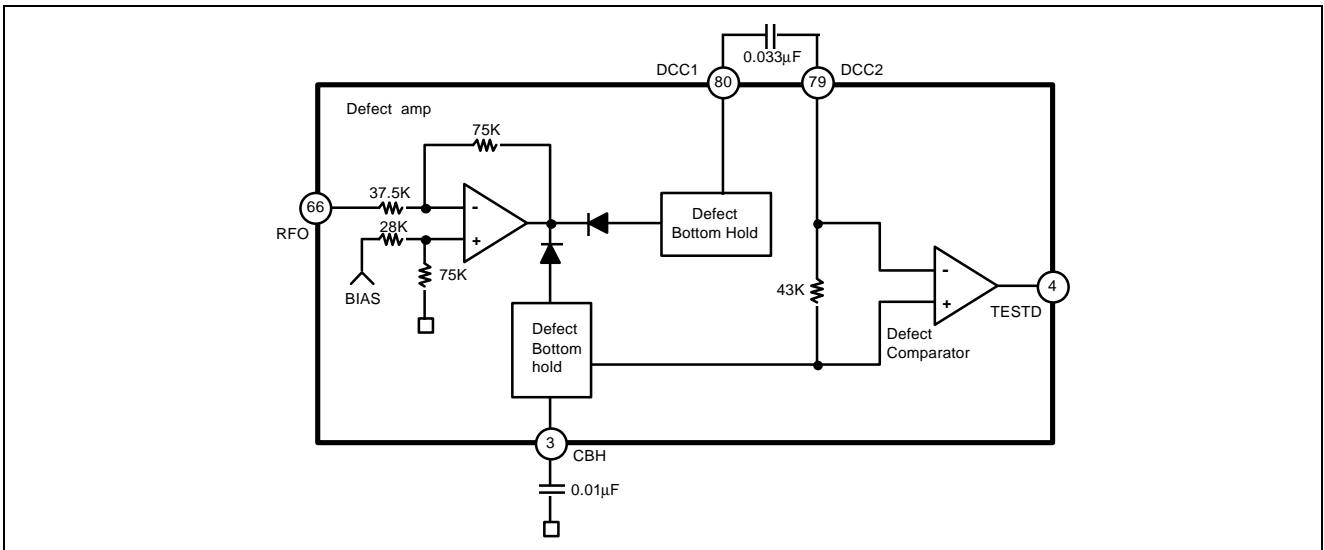 0.033µF
DCC1
80
79
DCC2
Defect amp
75K
37.5K
66
RFO
-
28K
+
75K
BIAS
Defect
Bottom Hold
43K
-
+
4
TESTD
Defect
Comparator
Defect
Bottom
hold
3
CBH
0.01µF